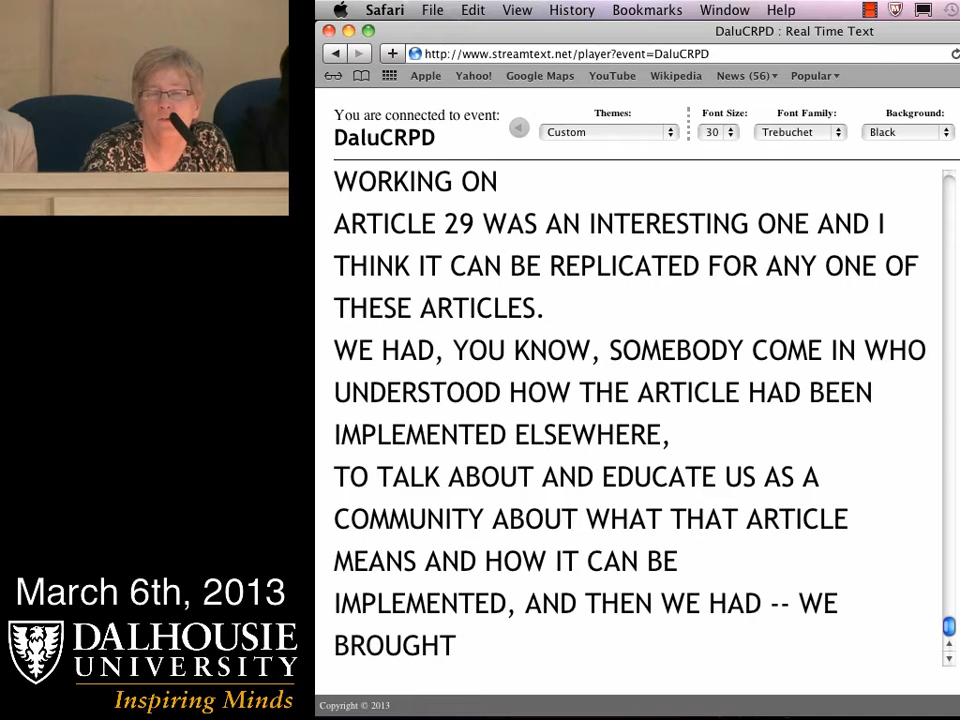 Safari File Edit View History Bookmarks Window Help
DaluCRPD : Real Time Text
http://www.streamtext.net/player?event=DaluCRPD
Apple Yahoo! Google Maps YouTube Wikipedia News (56) Popular
You are connected to event:
DaluCRPD
Themes: Font Size: Font Family: Background:
Custom 30 Trebuchet Black
WORKING ON
ARTICLE 29 WAS AN INTERESTING ONE AND I
THINK IT CAN BE REPLICATED FOR ANY ONE OF
THESE ARTICLES.
WE HAD, YOU KNOW, SOMEBODY COME IN WHO
UNDERSTOOD HOW THE ARTICLE HAD BEEN
IMPLEMENTED ELSEWHERE,
TO TALK ABOUT AND EDUCATE US AS A
COMMUNITY ABOUT WHAT THAT ARTICLE
MEANS AND HOW IT CAN BE
IMPLEMENTED, AND THEN WE HAD -- WE
BROUGHT
Copyright © 2013
March 6th, 2013
DALHOUSIE
UNIVERSITY
Inspiring Minds